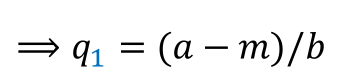 ⟹ q₁ = (a − m)/b